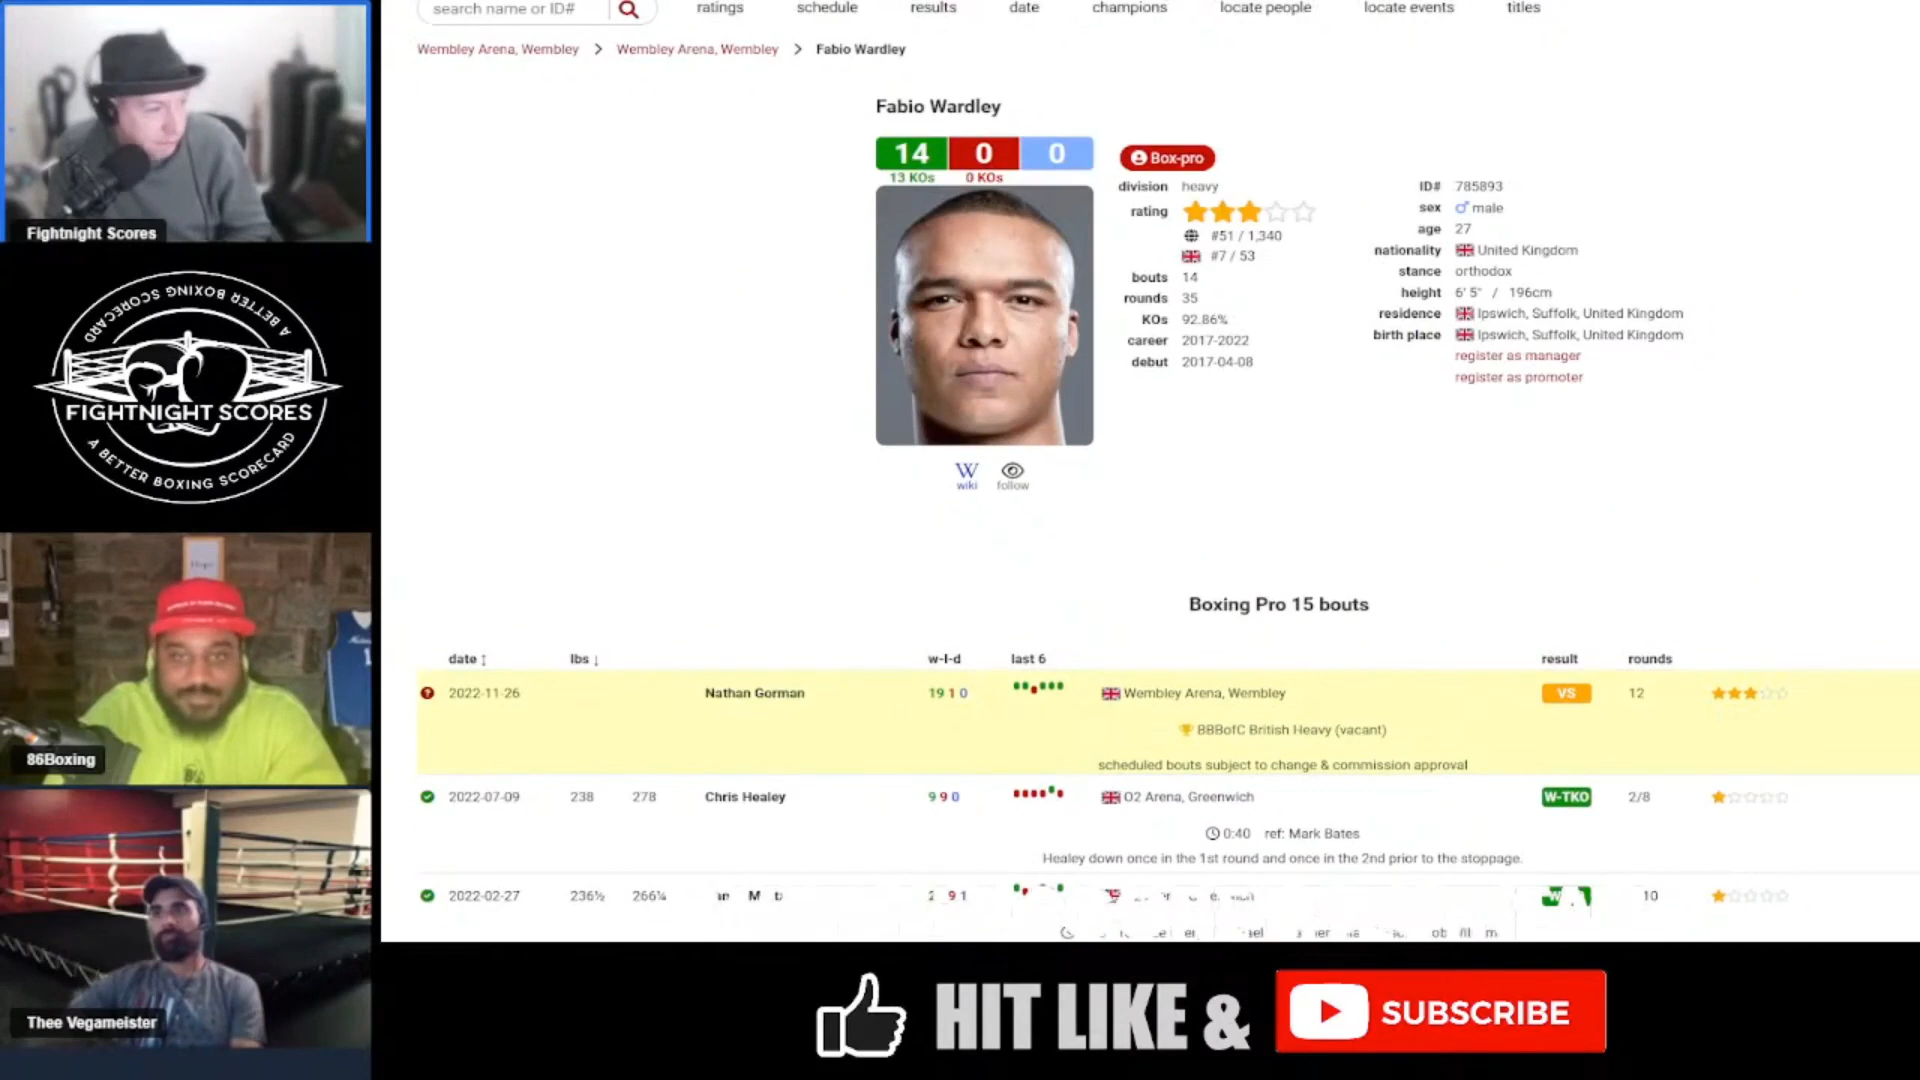 search name or ID#
ratings schedule results date champions locate people locate events titles
Wembley Arena, Wembley > Wembley Arena, Wembley > Fabio Wardley
Fabio Wardley
14 0 0
13 KOs 0 KOs
Box-pro
division heavy
rating
#51 / 1,340
#7 / 53
bouts 14
rounds 35
KOs 92.86%
career 2017-2022
debut 2017-04-08
ID# 785893
sex ♂ male
age 27
nationality United Kingdom
stance orthodox
height 6' 5" / 196cm
residence Ipswich, Suffolk, United Kingdom
birth place Ipswich, Suffolk, United Kingdom
register as manager
register as promoter
W
wiki follow
Boxing Pro 15 bouts
date lbs w-l-d last 6 result rounds
2022-11-26 Nathan Gorman 19 1 0 Wembley Arena, Wembley VS 12
BBBofC British Heavy (vacant)
scheduled bouts subject to change & commission approval
2022-07-09 238 278 Chris Healey 9 9 0 O2 Arena, Greenwich W-TKO 2/8
0:40 ref: Mark Bates
Healey down once in the 1st round and once in the 2nd prior to the stoppage.
2022-02-27 236½ 266¼ 10
Fightnight Scores
A BETTER BOXING SCORECARD
FIGHTNIGHT SCORES
A BETTER BOXING SCORECARD
86Boxing
Thee Vegameister
HIT LIKE & SUBSCRIBE